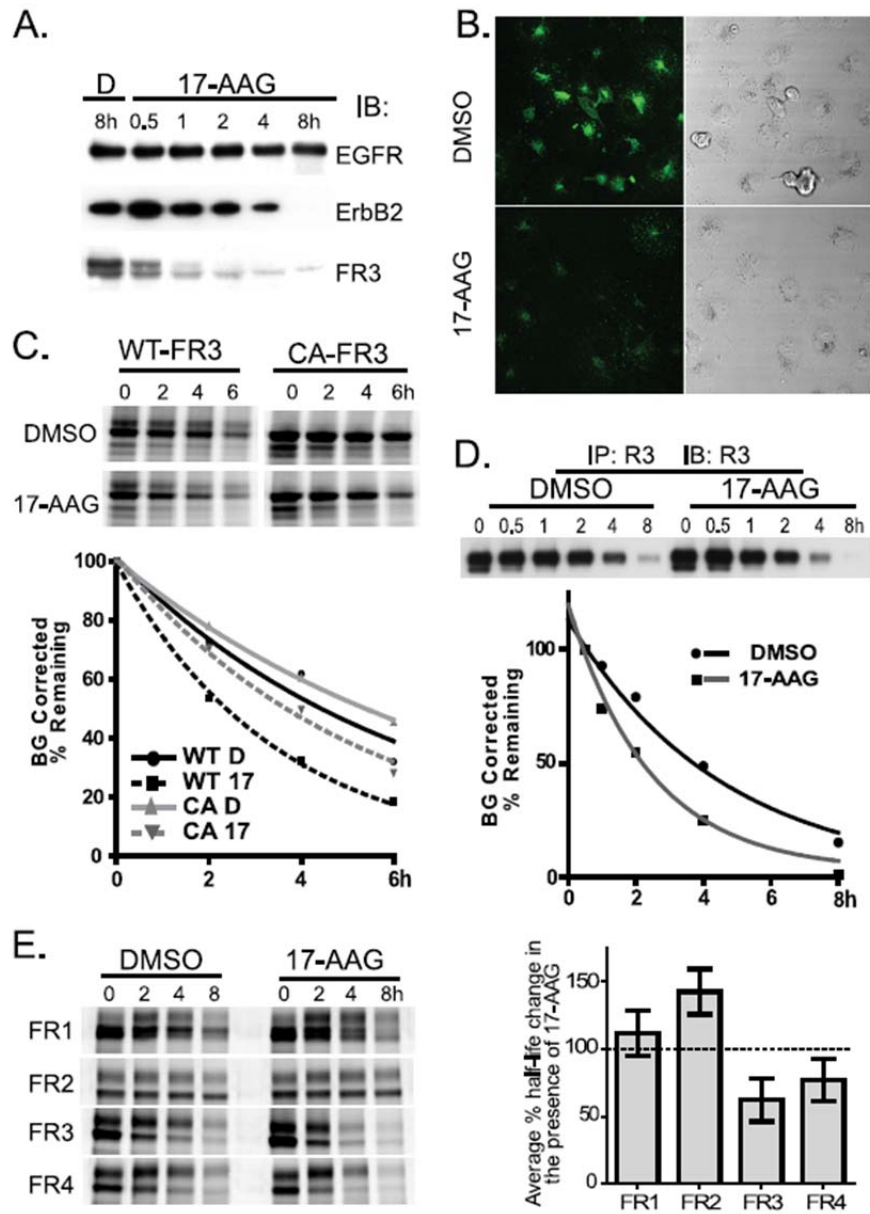 A.
D 17-AAG
8h 0.5 1 2 4 8h IB:
EGFR
ErbB2
FR3
B.
DMSO
17-AAG
C.
WT-FR3 CA-FR3
0 2 4 6 0 2 4 6h
DMSO
17-AAG
BG Corrected
% Remaining
100
80
60
40
20
0
WT D
WT 17
CA D
CA 17
0 2 4 6h
D.
IP: R3 IB: R3
DMSO 17-AAG
0 0.5 1 2 4 8 0 0.5 1 2 4 8h
BG Corrected
% Remaining
100
50
0
DMSO
17-AAG
0 2 4 6 8h
E.
DMSO 17-AAG
0 2 4 8 0 2 4 8h
FR1
FR2
FR3
FR4
Average % half-life change in
the presence of 17-AAG
150
100
50
0
FR1 FR2 FR3 FR4